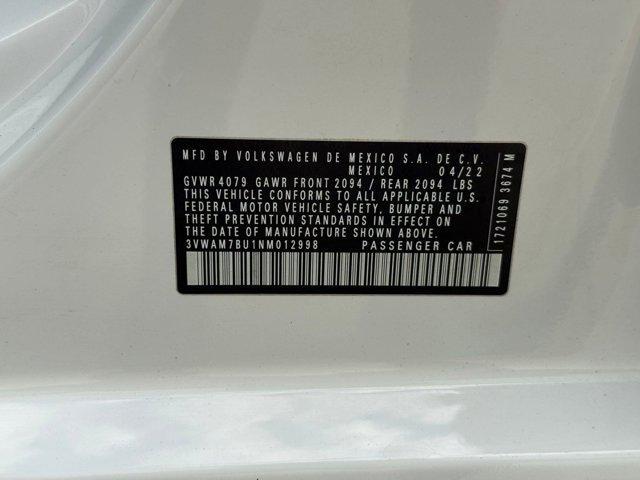 MFD BY VOLKSWAGEN DE MEXICO S.A. DE C.V.
MEXICO 04/22
GVWR 4079 GAWR FRONT 2094 / REAR 2094 LBS
THIS VEHICLE CONFORMS TO ALL APPLICABLE U.S.
FEDERAL MOTOR VEHICLE SAFETY, BUMPER AND
THEFT PREVENTION STANDARDS IN EFFECT ON
THE DATE OF MANUFACTURE SHOWN ABOVE.
3VWAM7BU1NM012998 PASSENGER CAR
1721069 3674 M